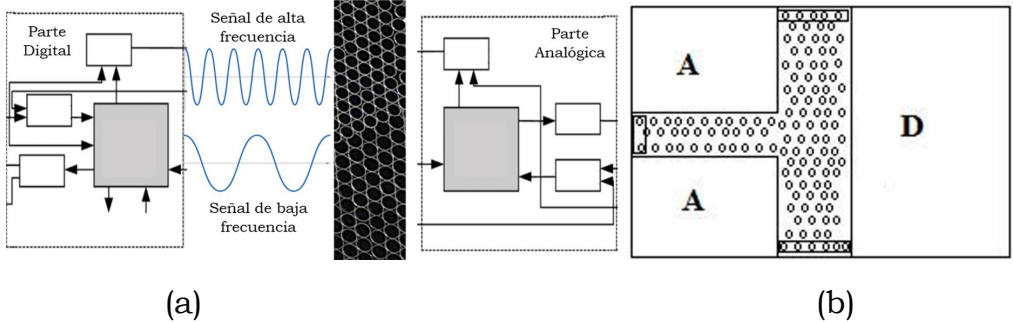 Parte
Digital
Señal de alta
frecuencia
Señal de baja
frecuencia
Parte
Analógica
A
A
D
(a)
(b)